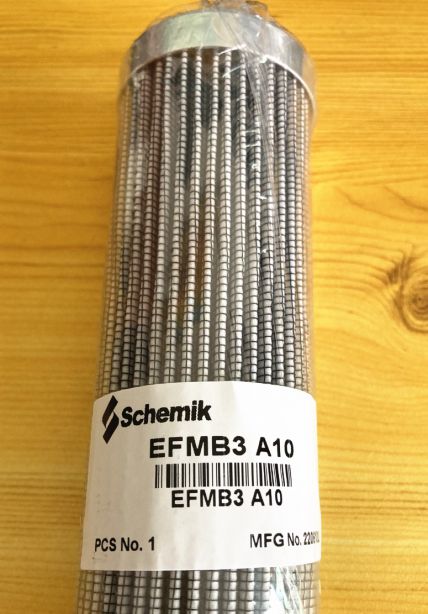 Schemik
EFMB3 A10
EFMB3 A10
PCS No. 1
MFG No.